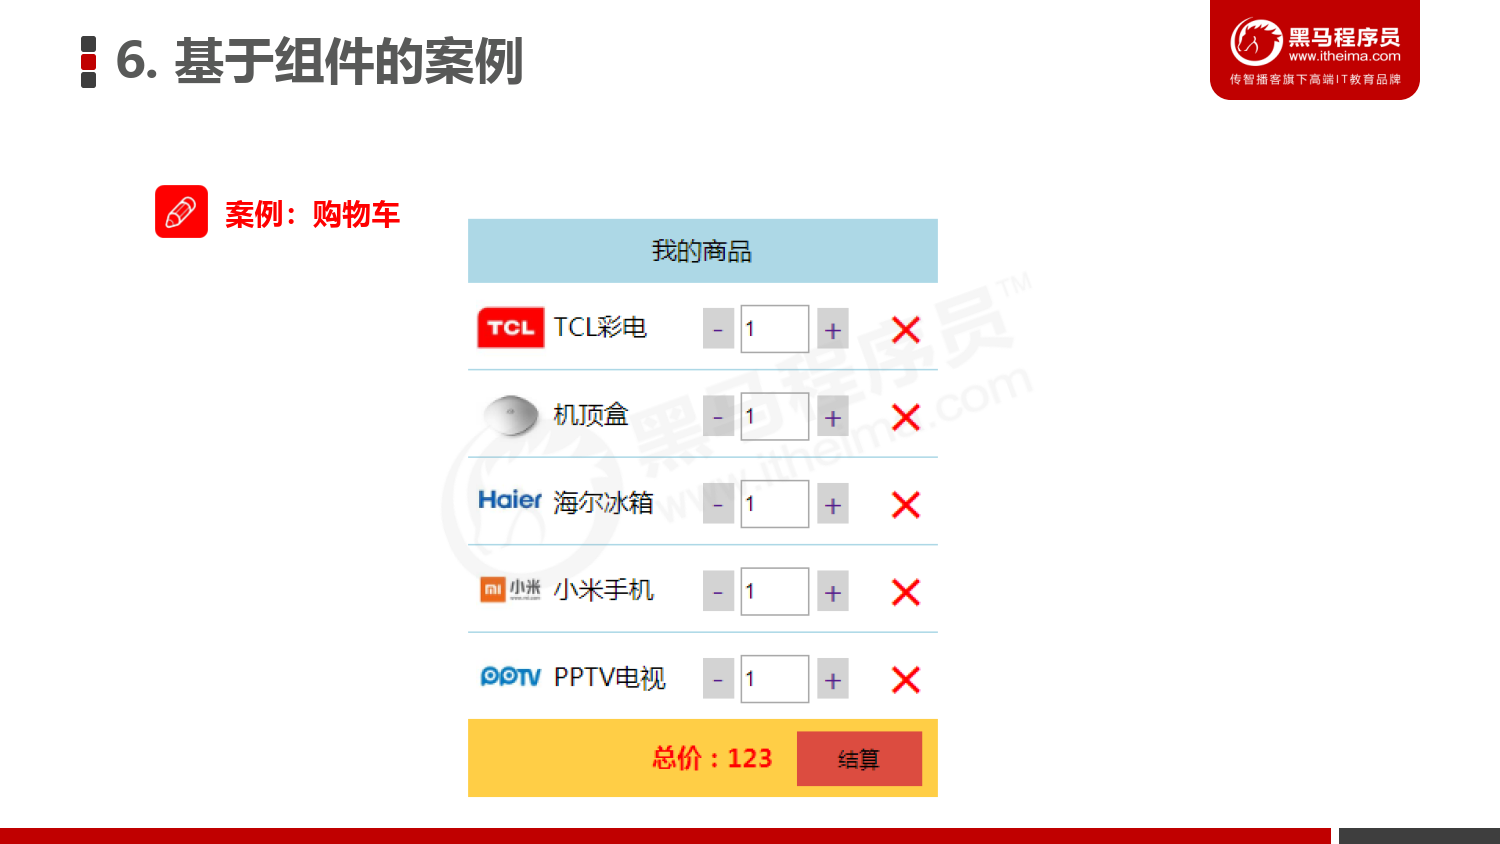 6. 基于组件的案例
黑马程序员
www.itheima.com
传智播客旗下高端IT教育品牌
案例：购物车
我的商品
TCL TCL彩电 - 1 +
机顶盒 - 1 +
Haier 海尔冰箱 - 1 +
mi 小米 小米手机 - 1 +
PPTV PPTV电视 - 1 +
总价：123 结算
黑马程序员™
www.itheima.com